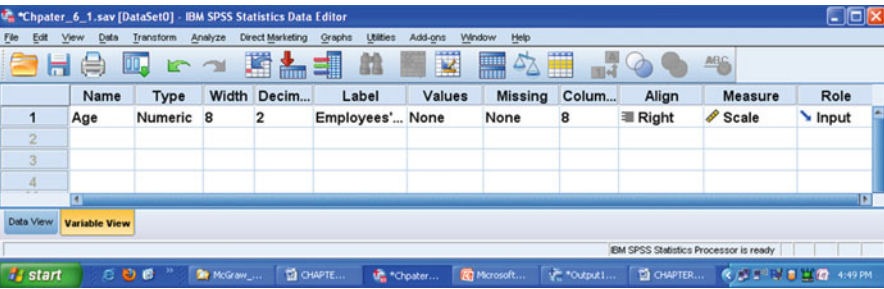 *Chpater_6_1.sav [DataSet0] - IBM SPSS Statistics Data Editor
File Edit View Data Transform Analyze Direct Marketing Graphs Utilities Add-ons Window Help
Name Type Width Decim... Label Values Missing Colum... Align Measure Role
1 Age Numeric 8 2 Employees'... None None 8 Right Scale Input
2
3
4
Data View Variable View
IBM SPSS Statistics Processor is ready
start McGraw_... CHAPTE... *Chpater... Microsoft... *Output1... CHAPTER... 4:49 PM